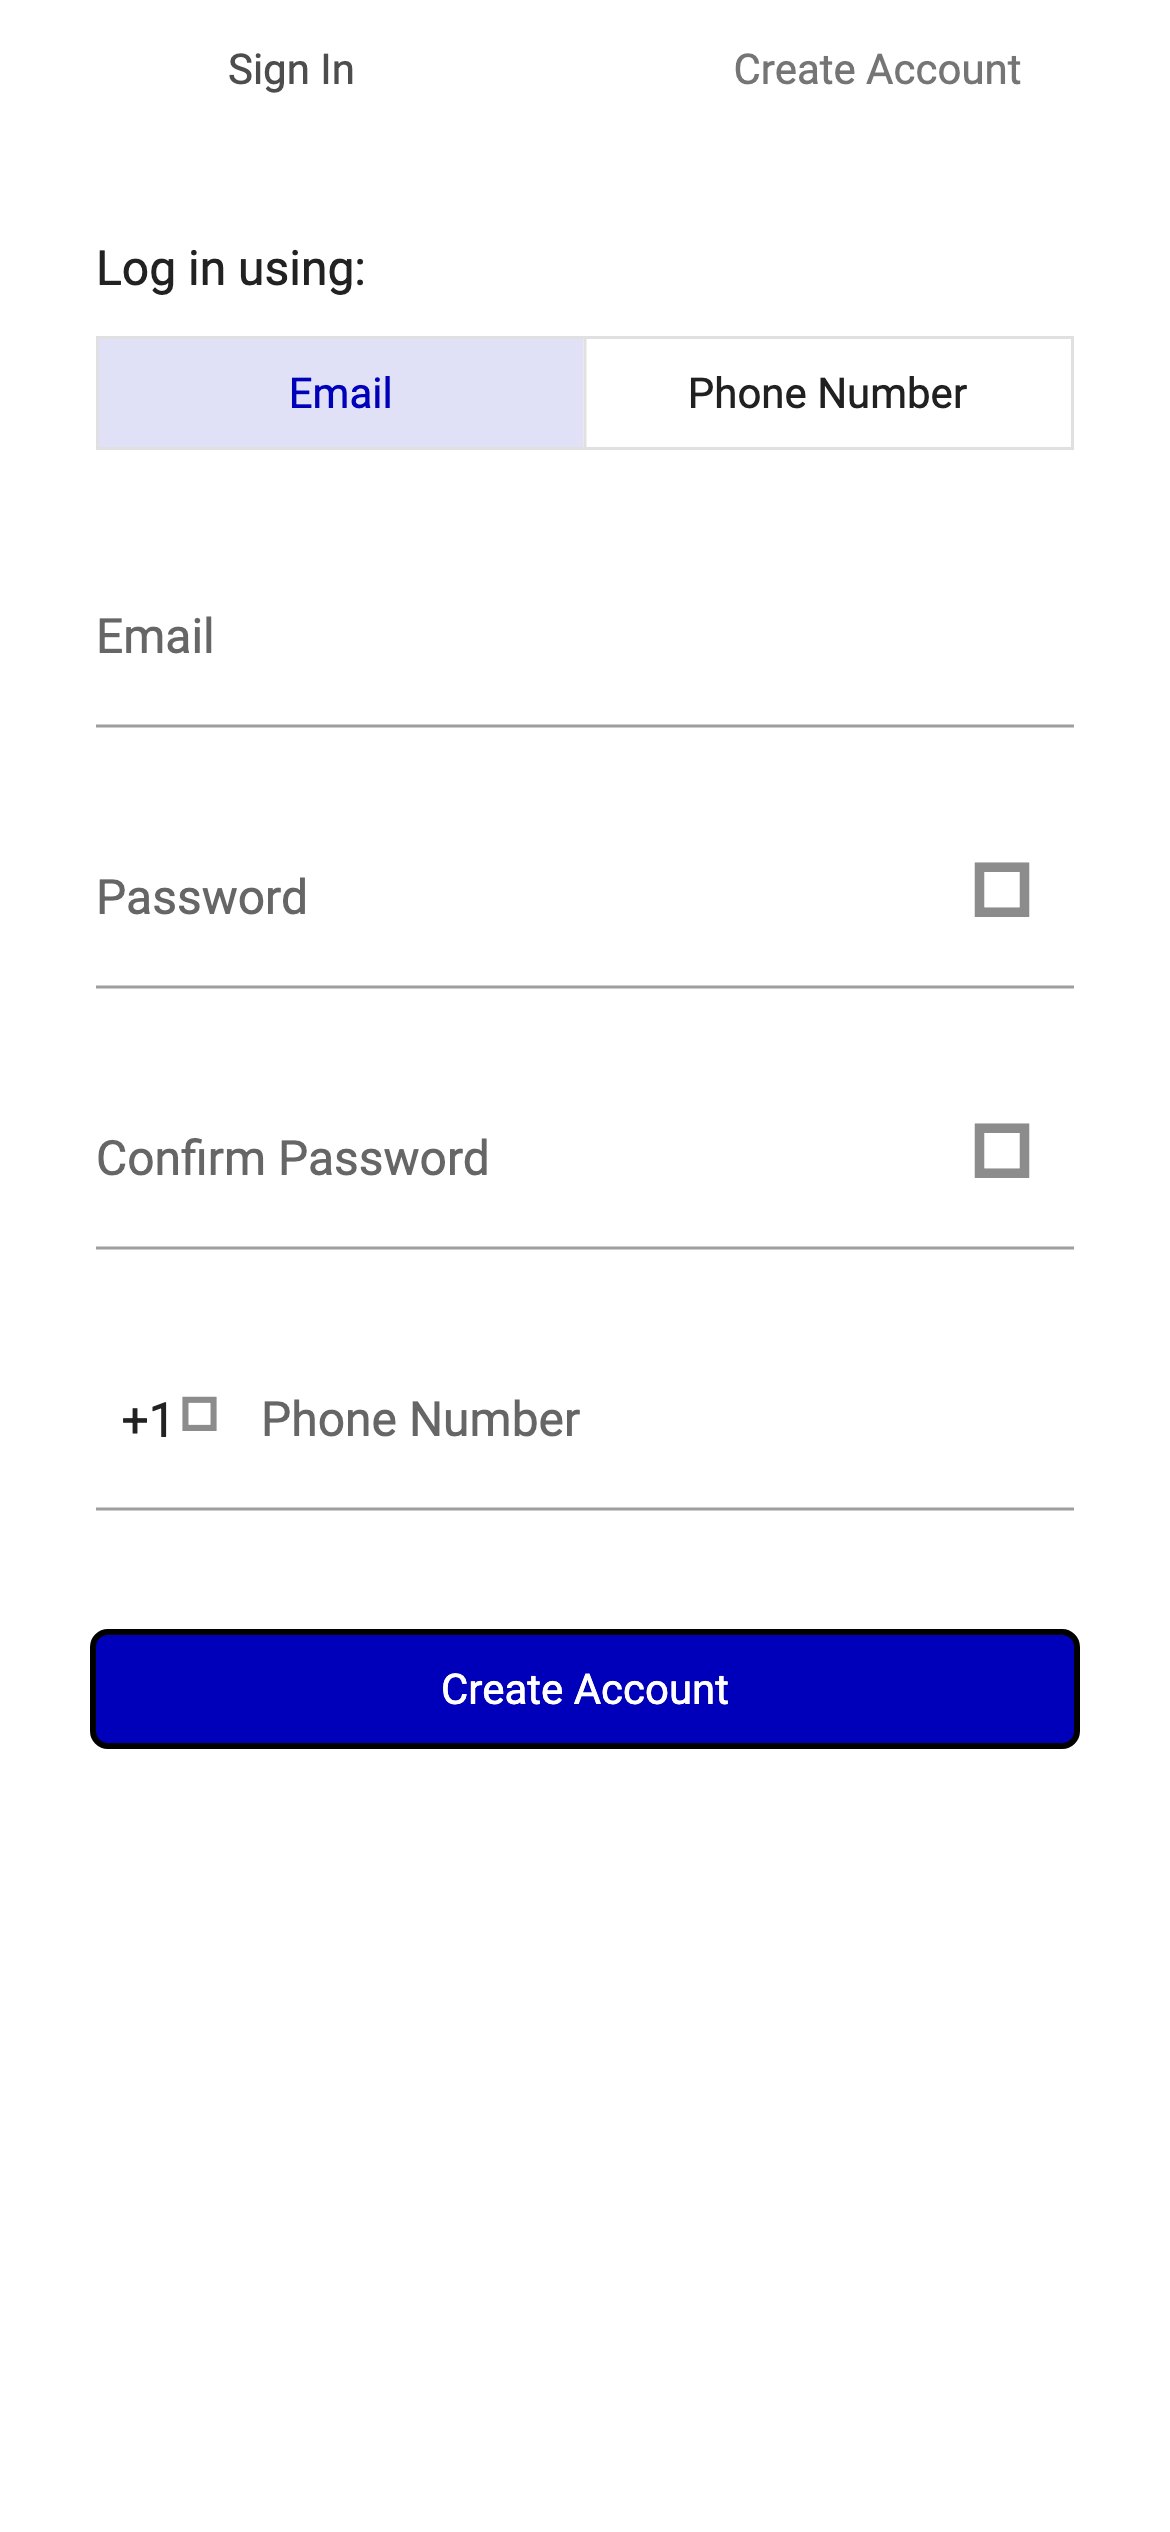 Sign In
Create Account
Log in using:
Email
Phone Number
Email
Password
Confirm Password
+1 Phone Number
Create Account